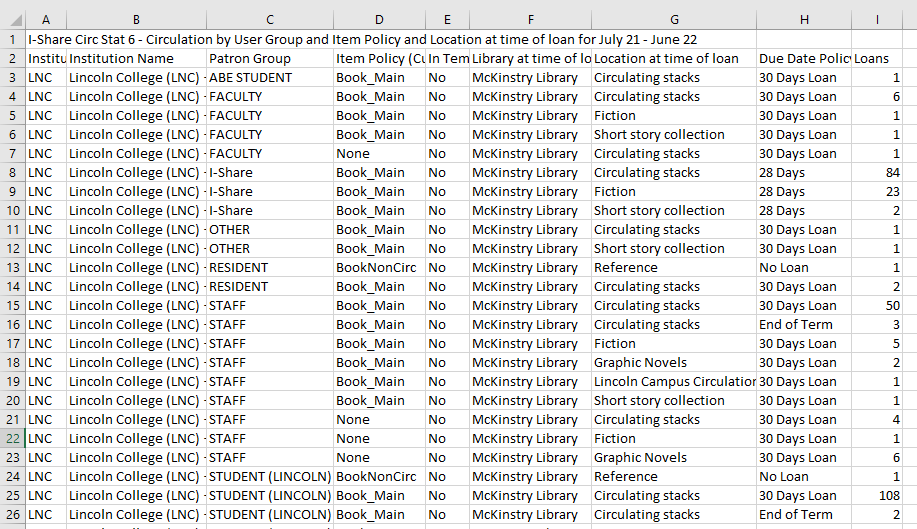 A B C D E F G H I
1 I-Share Circ Stat 6 - Circulation by User Group and Item Policy and Location at time of loan for July 21 - June 22
2 Institu Institution Name Patron Group Item Policy (Cu In Tem Library at time of lo Location at time of loan Due Date Polic Loans
3 LNC Lincoln College (LNC) - ABE STUDENT Book_Main No McKinstry Library Circulating stacks 30 Days Loan 1
4 LNC Lincoln College (LNC) - FACULTY Book_Main No McKinstry Library Circulating stacks 30 Days Loan 6
5 LNC Lincoln College (LNC) - FACULTY Book_Main No McKinstry Library Fiction 30 Days Loan 1
6 LNC Lincoln College (LNC) - FACULTY Book_Main No McKinstry Library Short story collection 30 Days Loan 1
7 LNC Lincoln College (LNC) - FACULTY None No McKinstry Library Circulating stacks 30 Days Loan 1
8 LNC Lincoln College (LNC) - I-Share Book_Main No McKinstry Library Circulating stacks 28 Days 84
9 LNC Lincoln College (LNC) - I-Share Book_Main No McKinstry Library Fiction 28 Days 23
10 LNC Lincoln College (LNC) - I-Share Book_Main No McKinstry Library Short story collection 28 Days 2
11 LNC Lincoln College (LNC) - OTHER Book_Main No McKinstry Library Circulating stacks 30 Days Loan 1
12 LNC Lincoln College (LNC) - OTHER Book_Main No McKinstry Library Short story collection 30 Days Loan 1
13 LNC Lincoln College (LNC) - RESIDENT BookNonCirc No McKinstry Library Reference No Loan 1
14 LNC Lincoln College (LNC) - RESIDENT Book_Main No McKinstry Library Circulating stacks 30 Days Loan 2
15 LNC Lincoln College (LNC) - STAFF Book_Main No McKinstry Library Circulating stacks 30 Days Loan 50
16 LNC Lincoln College (LNC) - STAFF Book_Main No McKinstry Library Circulating stacks End of Term 3
17 LNC Lincoln College (LNC) - STAFF Book_Main No McKinstry Library Fiction 30 Days Loan 5
18 LNC Lincoln College (LNC) - STAFF Book_Main No McKinstry Library Graphic Novels 30 Days Loan 2
19 LNC Lincoln College (LNC) - STAFF Book_Main No McKinstry Library Lincoln Campus Circulation 30 Days Loan 1
20 LNC Lincoln College (LNC) - STAFF Book_Main No McKinstry Library Short story collection 30 Days Loan 1
21 LNC Lincoln College (LNC) - STAFF None No McKinstry Library Circulating stacks 30 Days Loan 4
22 LNC Lincoln College (LNC) - STAFF None No McKinstry Library Fiction 30 Days Loan 1
23 LNC Lincoln College (LNC) - STAFF None No McKinstry Library Graphic Novels 30 Days Loan 6
24 LNC Lincoln College (LNC) - STUDENT (LINCOLN) BookNonCirc No McKinstry Library Reference No Loan 1
25 LNC Lincoln College (LNC) - STUDENT (LINCOLN) Book_Main No McKinstry Library Circulating stacks 30 Days Loan 108
26 LNC Lincoln College (LNC) - STUDENT (LINCOLN) Book_Main No McKinstry Library Circulating stacks End of Term 2